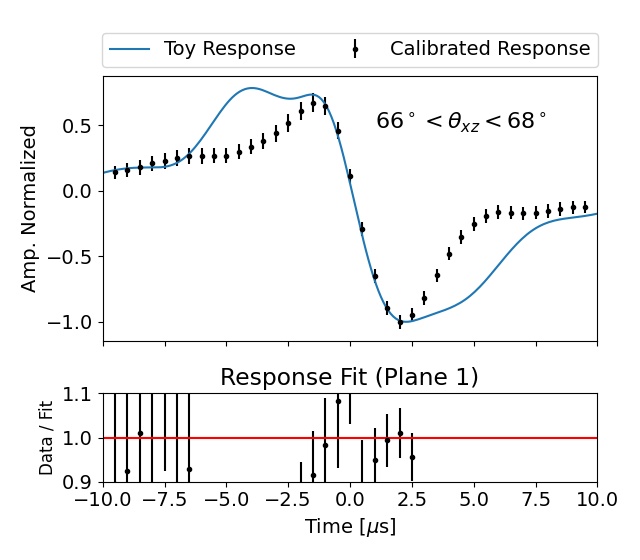 Toy Response Calibrated Response
66° < θxz < 68°
Amp. Normalized
0.5
0.0
−0.5
−1.0
Response Fit (Plane 1)
Data / Fit
1.1
1.0
0.9
−10.0 −7.5 −5.0 −2.5 0.0 2.5 5.0 7.5 10.0
Time [μs]